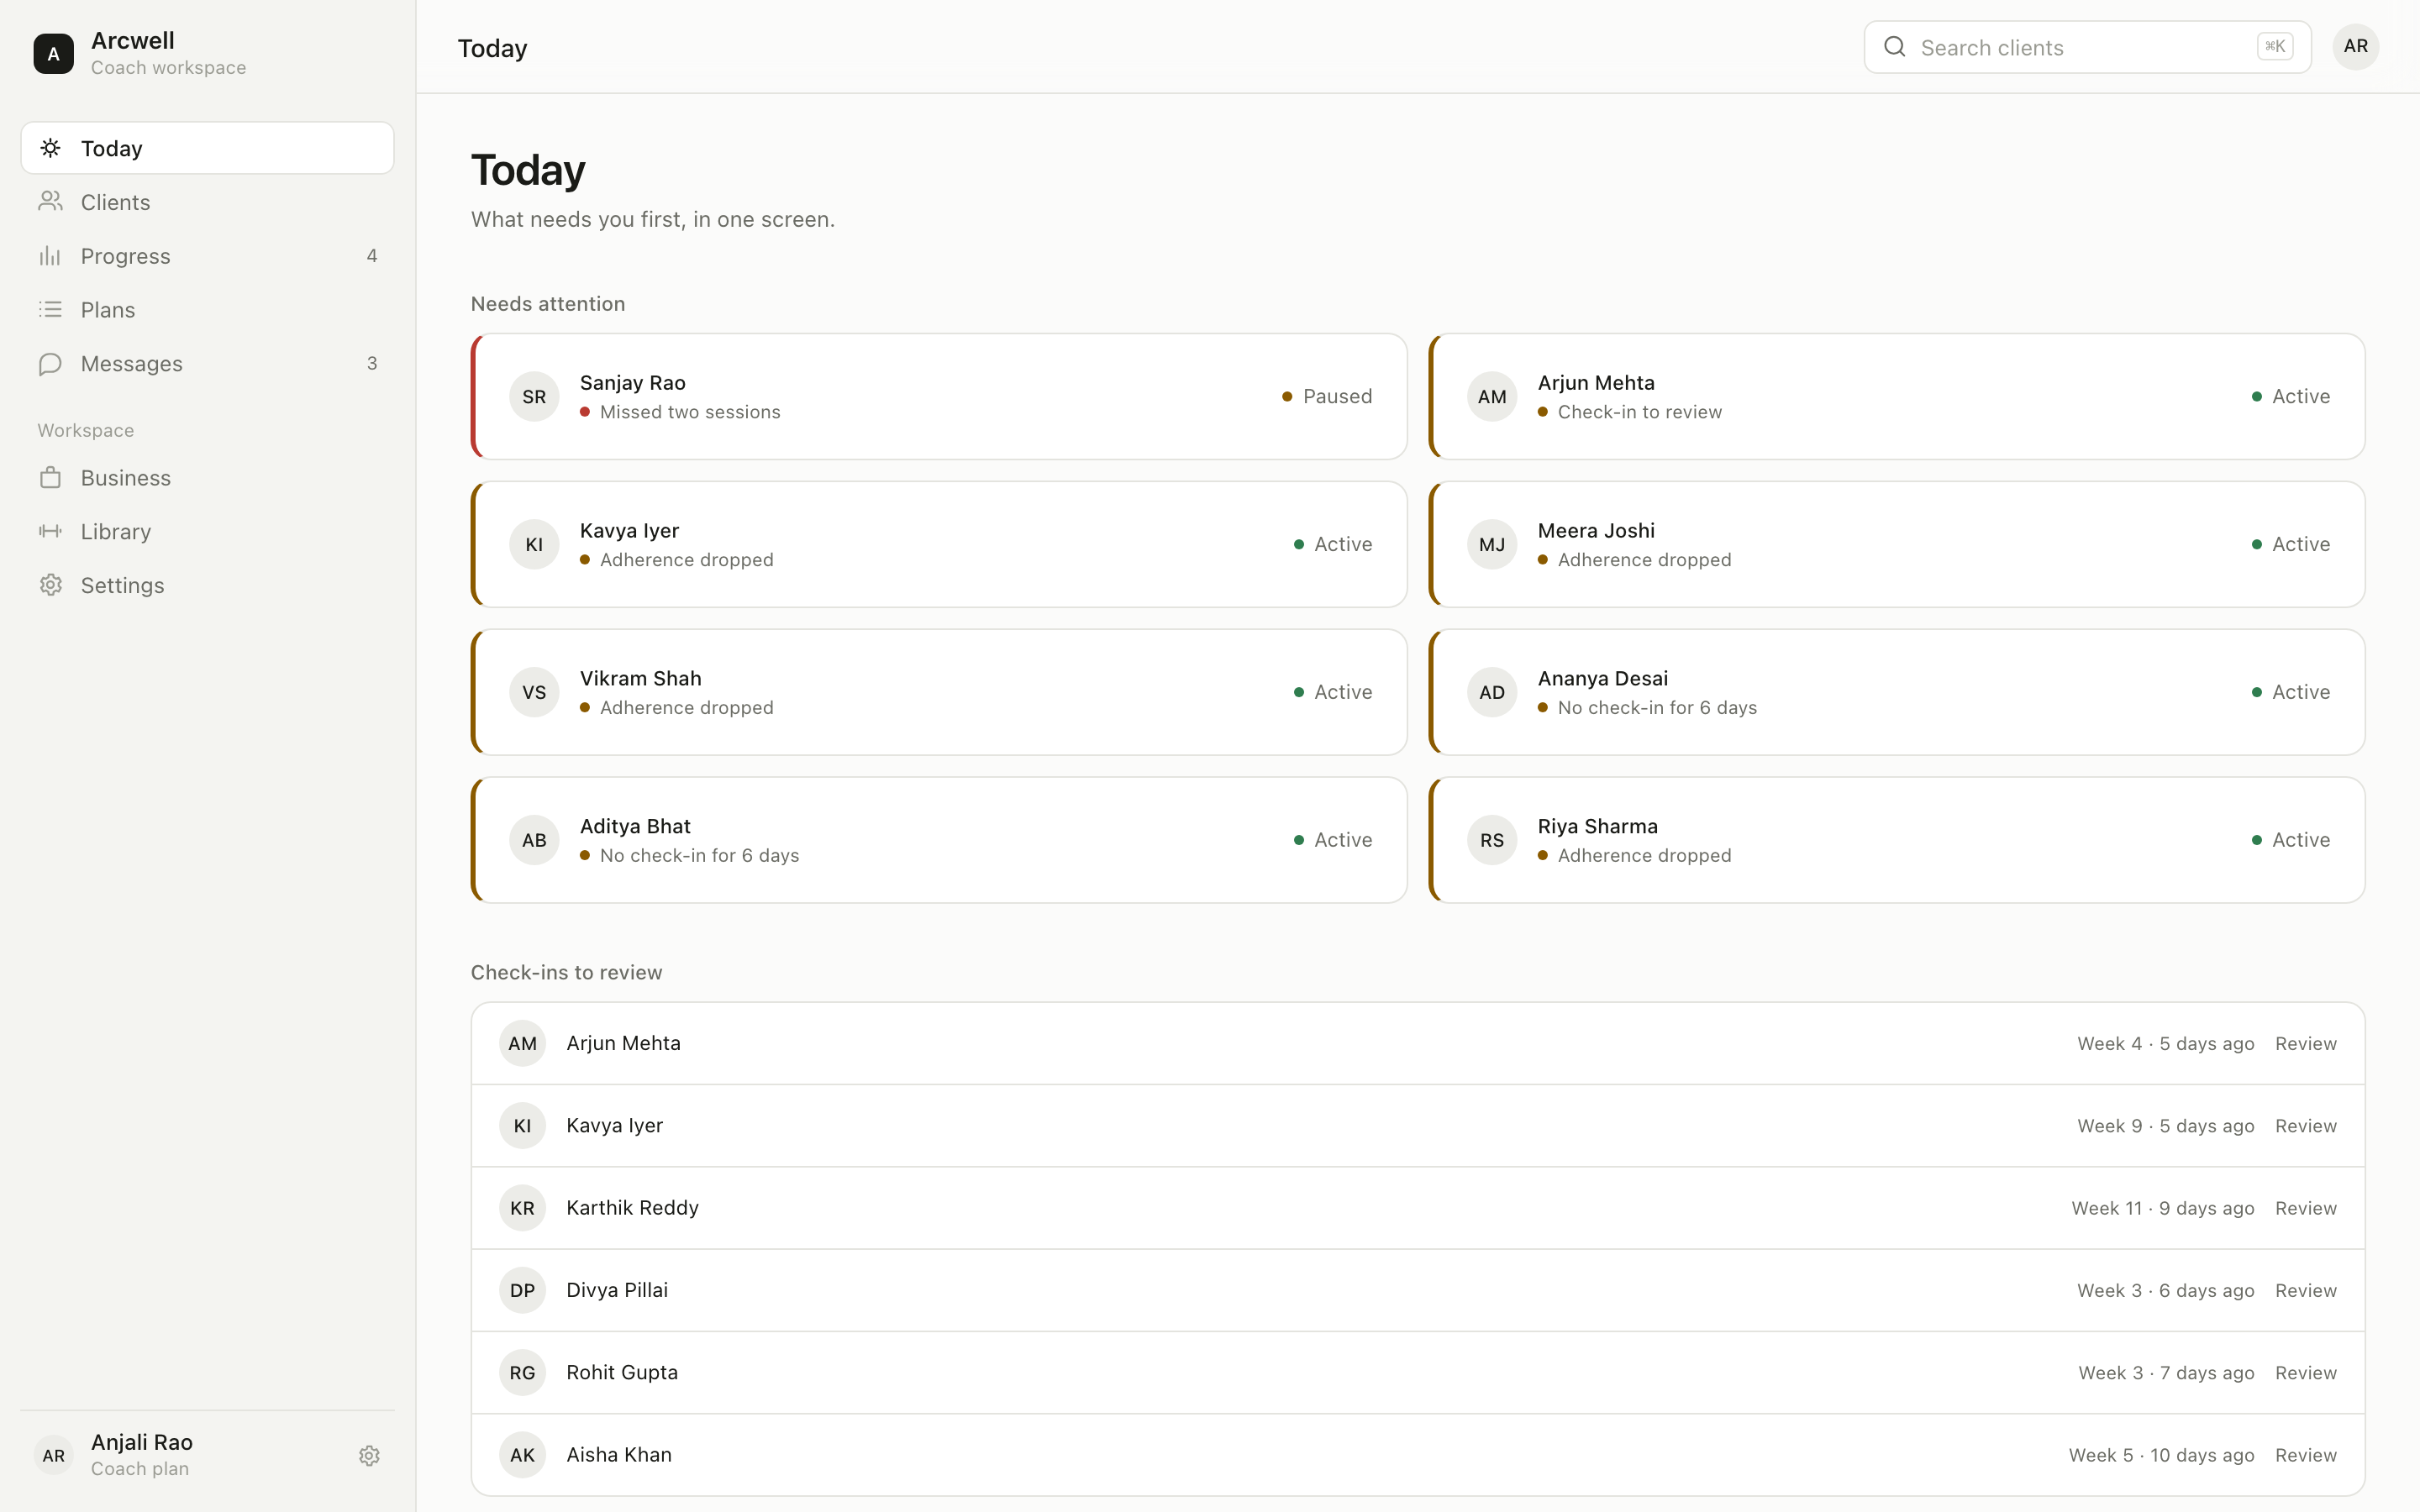 A
Arcwell
Coach workspace
Today
Clients
Progress 4
Plans
Messages 3
Workspace
Business
Library
Settings
AR
Anjali Rao
Coach plan
Today
Search clients ⌘K
AR
Today
What needs you first, in one screen.
Needs attention
SR
Sanjay Rao
Missed two sessions
Paused
AM
Arjun Mehta
Check-in to review
Active
KI
Kavya Iyer
Adherence dropped
Active
MJ
Meera Joshi
Adherence dropped
Active
VS
Vikram Shah
Adherence dropped
Active
AD
Ananya Desai
No check-in for 6 days
Active
AB
Aditya Bhat
No check-in for 6 days
Active
RS
Riya Sharma
Adherence dropped
Active
Check-ins to review
AM Arjun Mehta Week 4 · 5 days ago Review
KI Kavya Iyer Week 9 · 5 days ago Review
KR Karthik Reddy Week 11 · 9 days ago Review
DP Divya Pillai Week 3 · 6 days ago Review
RG Rohit Gupta Week 3 · 7 days ago Review
AK Aisha Khan Week 5 · 10 days ago Review